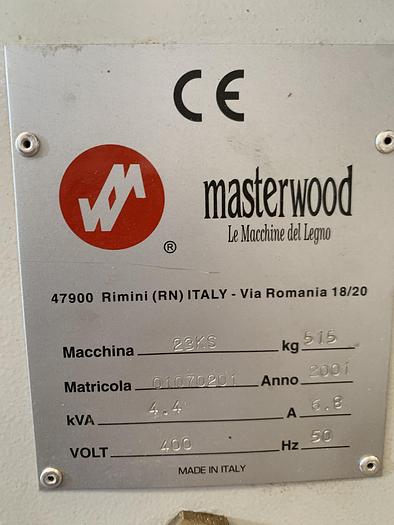 CE
M
W
®
masterwood
Le Macchine del Legno
47900 Rimini (RN) ITALY - Via Romania 18/20
Macchina 23KS kg 515
Matricola 01070201 Anno 2001
kVA 4.4 A 6.8
VOLT 400 Hz 50
MADE IN ITALY